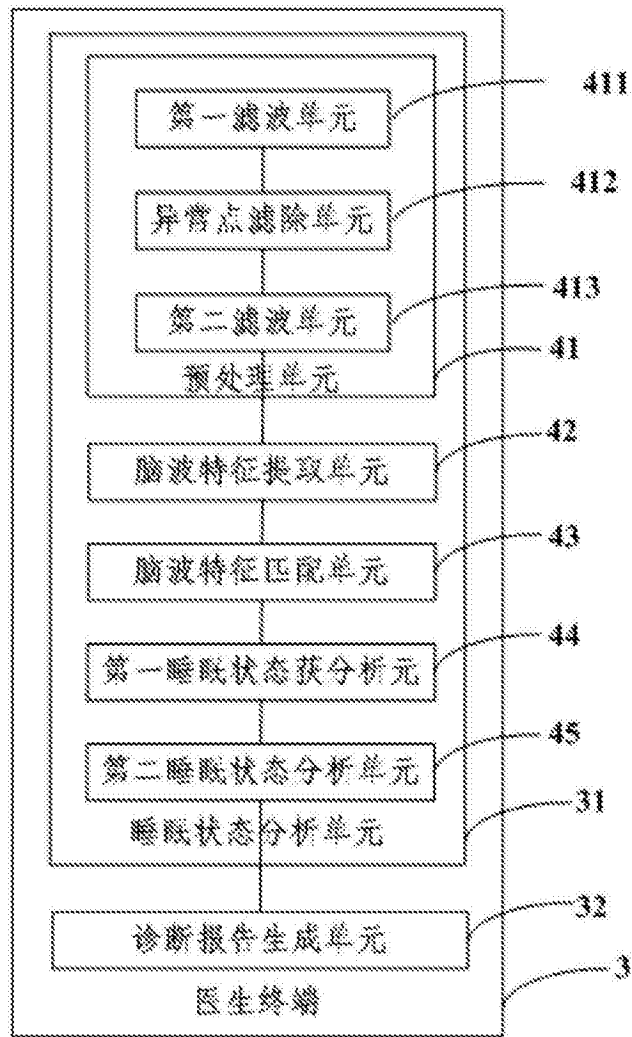 第一滤波单元
411
异常点滤除单元
412
第二滤波单元
413
预处理单元
41
脑波特征提取单元
42
脑波特征匹配单元
43
第一睡眠状态获分析元
44
第二睡眠状态分析单元
45
睡眠状态分析单元
31
诊断报告生成单元
32
医生终端
3